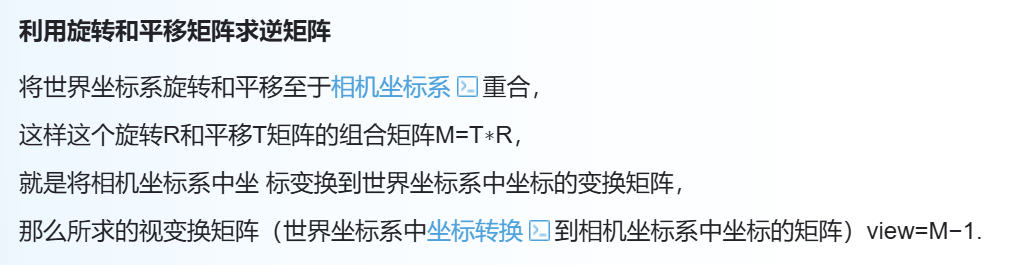 利用旋转和平移矩阵求逆矩阵
将世界坐标系旋转和平移至于相机坐标系重合，
这样这个旋转R和平移T矩阵的组合矩阵M=T∗R，
就是将相机坐标系中坐 标变换到世界坐标系中坐标的变换矩阵，
那么所求的视变换矩阵（世界坐标系中坐标转换到相机坐标系中坐标的矩阵）view=M−1.